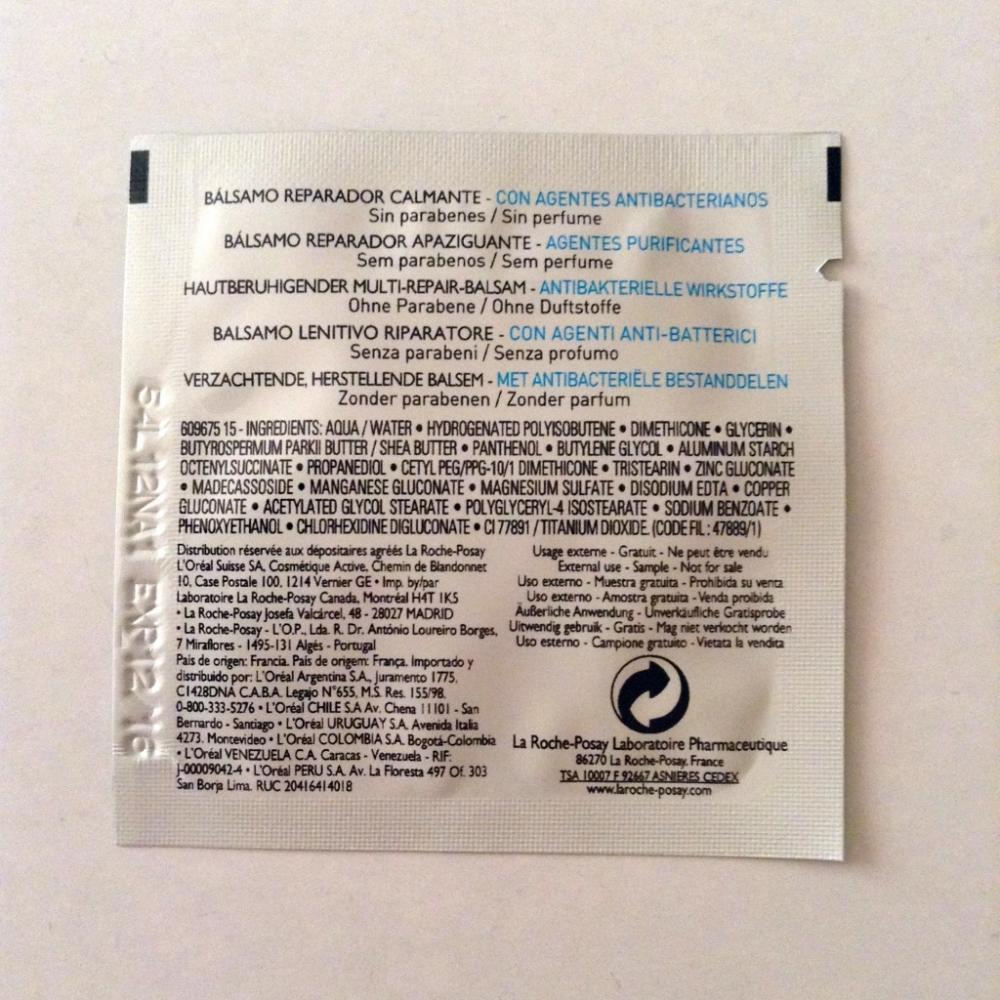 BÁLSAMO REPARADOR CALMANTE - CON AGENTES ANTIBACTERIANOS
Sin parabenes / Sin perfume
BÁLSAMO REPARADOR APAZIGUANTE - AGENTES PURIFICANTES
Sem parabenos / Sem perfume
HAUTBERUHIGENDER MULTI-REPAIR-BALSAM - ANTIBAKTERIELLE WIRKSTOFFE
Ohne Parabene / Ohne Duftstoffe
BALSAMO LENITIVO RIPARATORE - CON AGENTI ANTI-BATTERICI
Senza parabeni / Senza profumo
VERZACHTENDE, HERSTELLENDE BALSEM - MET ANTIBACTERIËLE BESTANDDELEN
Zonder parabenen / Zonder parfum
609675 15 - INGREDIENTS: AQUA / WATER • HYDROGENATED POLYISOBUTENE • DIMETHICONE • GLYCERIN •
BUTYROSPERMUM PARKII BUTTER / SHEA BUTTER • PANTHENOL • BUTYLENE GLYCOL • ALUMINUM STARCH
OCTENYLSUCCINATE • PROPANEDIOL • CETYL PEG/PPG-10/1 DIMETHICONE • TRISTEARIN • ZINC GLUCONATE
• MADECASSOSIDE • MANGANESE GLUCONATE • MAGNESIUM SULFATE • DISODIUM EDTA • COPPER
GLUCONATE • ACETYLATED GLYCOL STEARATE • POLYGLYCERYL-4 ISOSTEARATE • SODIUM BENZOATE •
PHENOXYETHANOL • CHLORHEXIDINE DIGLUCONATE • CI 77891 / TITANIUM DIOXIDE. (CODE FIL : 47889/1)
Distribution réservée aux dépositaires agréés La Roche-Posay
L'Oréal Suisse SA, Cosmétique Active, Chemin de Blandonnet
10, Case Postale 100, 1214 Vernier GE • Imp. by/par
Laboratoire La Roche-Posay Canada, Montréal H4T 1K5
• La Roche-Posay Josefa Valcárcel, 48 - 28027 MADRID
• La Roche-Posay - L'O.P., Lda. R. Dr. António Loureiro Borges,
7 Miraflores - 1495-131 Algés - Portugal
País de origen: Francia. País de origem: França. Importado y
distribuido por: L'Oréal Argentina S.A., Juramento 1775,
C1428DNA C.A.B.A. Legajo N°655, M.S. Res. 155/98.
0-800-333-5276 • L'Oréal CHILE S.A Av. Chena 11101 - San
Bernardo - Santiago • L'Oréal URUGUAY S.A. Avenida Italia
4273. Montevideo • L'Oréal COLOMBIA S.A. Bogotá-Colombia
• L'Oréal VENEZUELA C.A. Caracas - Venezuela - RIF:
J-00009042-4 • L'Oréal PERU S.A. Av. La Floresta 497 Of. 303
San Borja Lima. RUC 20416414018
Usage externe - Gratuit - Ne peut être vendu
External use - Sample - Not for sale
Uso externo - Muestra gratuita - Prohibida su venta
Uso externo - Amostra gratuita - Venda proibida
Äußerliche Anwendung - Unverkäufliche Gratisprobe
Uitwendig gebruik - Gratis - Mag niet verkocht worden
Uso esterno - Campione gratuito - Vietata la vendita
La Roche-Posay Laboratoire Pharmaceutique
86270 La Roche-Posay, France
TSA 10007 F 92667 ASNIERES CEDEX
www.laroche-posay.com
EXP.12 16